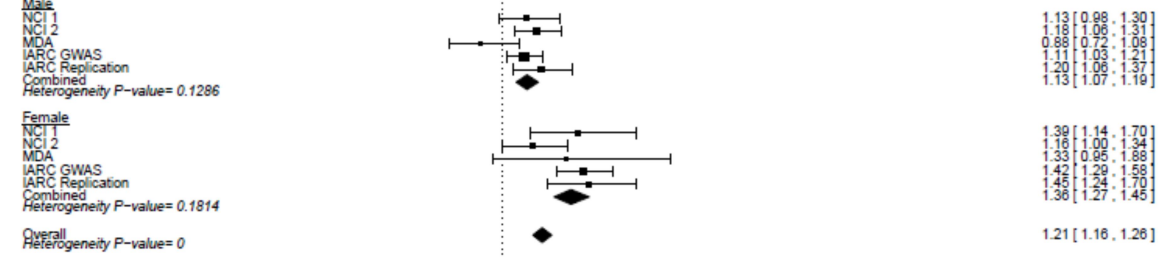 Male
NCI 1 1.13 [ 0.98 , 1.30 ]
NCI 2 1.18 [ 1.06 , 1.31 ]
MDA 0.88 [ 0.72 , 1.08 ]
IARC GWAS 1.11 [ 1.03 , 1.21 ]
IARC Replication 1.20 [ 1.06 , 1.37 ]
Combined 1.13 [ 1.07 , 1.19 ]
Heterogeneity P−value= 0.1286
Female
NCI 1 1.39 [ 1.14 , 1.70 ]
NCI 2 1.16 [ 1.00 , 1.34 ]
MDA 1.33 [ 0.95 , 1.88 ]
IARC GWAS 1.42 [ 1.29 , 1.58 ]
IARC Replication 1.45 [ 1.24 , 1.70 ]
Combined 1.36 [ 1.27 , 1.45 ]
Heterogeneity P−value= 0.1814
Overall 1.21 [ 1.16 , 1.26 ]
Heterogeneity P−value= 0